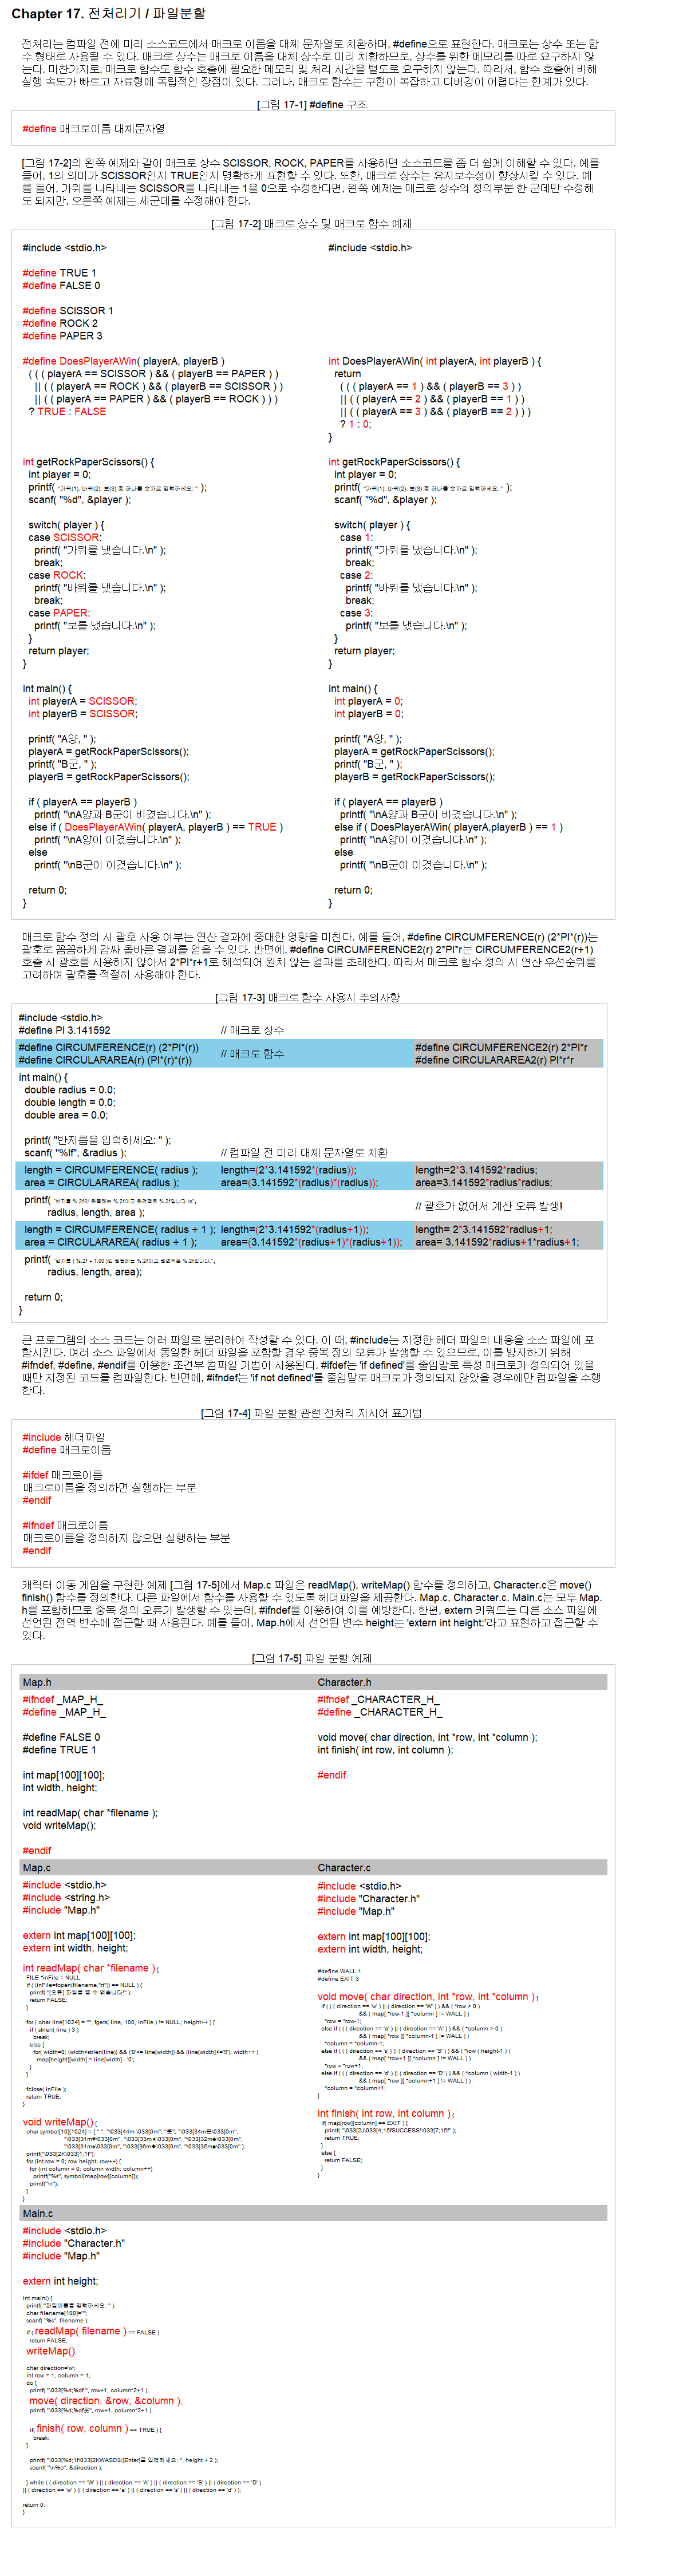 Chapter 17. 전처리기 / 파일분할
전처리는 컴파일 전에 미리 소스코드에서 매크로 이름을 대체 문자열로 치환하며, #define으로 표현한다. 매크로는 상수 또는 함
수 형태로 사용될 수 있다. 매크로 상수는 매크로 이름을 대체 상수로 미리 치환하므로, 상수를 위한 메모리를 따로 요구하지 않
는다. 마찬가지로, 매크로 함수도 함수 호출에 필요한 메모리 및 처리 시간을 별도로 요구하지 않는다. 따라서, 함수 호출에 비해
실행 속도가 빠르고 자료형에 독립적인 장점이 있다. 그러나, 매크로 함수는 구현이 복잡하고 디버깅이 어렵다는 한계가 있다.
[그림 17-1] #define 구조
#define 매크로이름 대체문자열
[그림 17-2]의 왼쪽 예제와 같이 매크로 상수 SCISSOR, ROCK, PAPER를 사용하면 소스코드를 좀 더 쉽게 이해할 수 있다. 예를
들어, 1의 의미가 SCISSOR인지 TRUE인지 명확하게 표현할 수 있다. 또한, 매크로 상수는 유지보수성이 향상시킬 수 있다. 예
를 들어, 가위를 나타내는 SCISSOR를 나타내는 1을 0으로 수정한다면, 왼쪽 예제는 매크로 상수의 정의부분 한 군데만 수정해
도 되지만, 오른쪽 예제는 세군데를 수정해야 한다.
[그림 17-2] 매크로 상수 및 매크로 함수 예제
#include <stdio.h>
#define TRUE 1
#define FALSE 0
#define SCISSOR 1
#define ROCK 2
#define PAPER 3
#define DoesPlayerAWin( playerA, playerB )
( ( ( playerA == SCISSOR ) && ( playerB == PAPER ) )
|| ( ( playerA == ROCK ) && ( playerB == SCISSOR ) )
|| ( ( playerA == PAPER ) && ( playerB == ROCK ) ) )
? TRUE : FALSE
int getRockPaperScissors() {
int player = 0;
printf( "가위(1), 바위(2), 보(3) 중 하나를 숫자로 입력하세요: " );
scanf( "%d", &player );
switch( player ) {
case SCISSOR:
printf( "가위를 냈습니다.\n" );
break;
case ROCK:
printf( "바위를 냈습니다.\n" );
break;
case PAPER:
printf( "보를 냈습니다.\n" );
}
return player;
}
int main() {
int playerA = SCISSOR;
int playerB = SCISSOR;
printf( "A양, " );
playerA = getRockPaperScissors();
printf( "B군, " );
playerB = getRockPaperScissors();
if ( playerA == playerB )
printf( "\nA양과 B군이 비겼습니다.\n" );
else if ( DoesPlayerAWin( playerA, playerB ) == TRUE )
printf( "\nA양이 이겼습니다.\n" );
else
printf( "\nB군이 이겼습니다.\n" );
return 0;
}
#include <stdio.h>
int DoesPlayerAWin( int playerA, int playerB ) {
return
( ( ( playerA == 1 ) && ( playerB == 3 ) )
|| ( ( playerA == 2 ) && ( playerB == 1 ) )
|| ( ( playerA == 3 ) && ( playerB == 2 ) ) )
? 1 : 0;
}
int getRockPaperScissors() {
int player = 0;
printf( "가위(1), 바위(2), 보(3) 중 하나를 숫자로 입력하세요: " );
scanf( "%d", &player );
switch( player ) {
case 1:
printf( "가위를 냈습니다.\n" );
break;
case 2:
printf( "바위를 냈습니다.\n" );
break;
case 3:
printf( "보를 냈습니다.\n" );
}
return player;
}
int main() {
int playerA = 0;
int playerB = 0;
printf( "A양, " );
playerA = getRockPaperScissors();
printf( "B군, " );
playerB = getRockPaperScissors();
if ( playerA == playerB )
printf( "\nA양과 B군이 비겼습니다.\n" );
else if ( DoesPlayerAWin( playerA,playerB ) == 1 )
printf( "\nA양이 이겼습니다.\n" );
else
printf( "\nB군이 이겼습니다.\n" );
return 0;
}
매크로 함수 정의 시 괄호 사용 여부는 연산 결과에 중대한 영향을 미친다. 예를 들어, #define CIRCUMFERENCE(r) (2*PI*(r))는
괄호로 꼼꼼하게 감싸 올바른 결과를 얻을 수 있다. 반면에, #define CIRCUMFERENCE2(r) 2*PI*r는 CIRCUMFERENCE2(r+1)
호출 시 괄호를 사용하지 않아서 2*PI*r+1로 해석되어 원치 않는 결과를 초래한다. 따라서 매크로 함수 정의 시 연산 우선순위를
고려하여 괄호를 적절히 사용해야 한다.
[그림 17-3] 매크로 함수 사용시 주의사항
#include <stdio.h>
#define PI 3.141592 // 매크로 상수
#define CIRCUMFERENCE(r) (2*PI*(r))
#define CIRCULARAREA(r) (PI*(r)*(r))
// 매크로 함수
#define CIRCUMFERENCE2(r) 2*PI*r
#define CIRCULARAREA2(r) PI*r*r
int main() {
double radius = 0.0;
double length = 0.0;
double area = 0.0;
printf( "반지름을 입력하세요: " );
scanf( "%lf", &radius ); // 컴파일 전 미리 대체 문자열로 치환
length = CIRCUMFERENCE( radius ); length=(2*3.141592*(radius)); length=2*3.141592*radius;
area = CIRCULARAREA( radius ); area=(3.141592*(radius)*(radius)); area=3.141592*radius*radius;
printf( "반지름 %.2f인 원둘레는 %.2f이고 원면적은 %.2f입니다.\n",
radius, length, area );
// 괄호가 없어서 계산 오류 발생!
length = CIRCUMFERENCE( radius + 1 ); length=(2*3.141592*(radius+1)); length= 2*3.141592*radius+1;
area = CIRCULARAREA( radius + 1 ); area=(3.141592*(radius+1)*(radius+1)); area= 3.141592*radius+1*radius+1;
printf( "반지름 ( %.2f + 1.00 )인 원둘레는 %.2f이고 원면적은 %.2f입니다.",
radius, length, area);
return 0;
}
큰 프로그램의 소스 코드는 여러 파일로 분리하여 작성할 수 있다. 이 때, #include는 지정한 헤더 파일의 내용을 소스 파일에 포
함시킨다. 여러 소스 파일에서 동일한 헤더 파일을 포함할 경우 중복 정의 오류가 발생할 수 있으므로, 이를 방지하기 위해
#ifndef, #define, #endif를 이용한 조건부 컴파일 기법이 사용된다. #ifdef는 'if defined'를 줄임말로 특정 매크로가 정의되어 있을
때만 지정된 코드를 컴파일한다. 반면에, #ifndef는 'if not defined'를 줄임말로 매크로가 정의되지 않았을 경우에만 컴파일을 수행
한다.
[그림 17-4] 파일 분할 관련 전처리 지시어 표기법
#include 헤더파일
#define 매크로이름
#ifdef 매크로이름
매크로이름을 정의하면 실행하는 부분
#endif
#ifndef 매크로이름
매크로이름을 정의하지 않으면 실행하는 부분
#endif
캐릭터 이동 게임을 구현한 예제 [그림 17-5]에서 Map.c 파일은 readMap(), writeMap() 함수를 정의하고, Character.c은 move()
finish() 함수를 정의한다. 다른 파일에서 함수를 사용할 수 있도록 헤더파일을 제공한다. Map.c, Character.c, Main.c는 모두 Map.
h를 포함하므로 중복 정의 오류가 발생할 수 있는데, #ifndef를 이용하여 이를 예방한다. 한편, extern 키워드는 다른 소스 파일에
선언된 전역 변수에 접근할 때 사용된다. 예를 들어, Map.h에서 선언된 변수 height는 'extern int height;'라고 표현하고 접근할 수
있다.
[그림 17-5] 파일 분할 예제
Map.h
#ifndef _MAP_H_
#define _MAP_H_
#define FALSE 0
#define TRUE 1
int map[100][100];
int width, height;
int readMap( char *filename );
void writeMap();
#endif
Character.h
#ifndef _CHARACTER_H_
#define _CHARACTER_H_
void move( char direction, int *row, int *column );
int finish( int row, int column );
#endif
Map.c
#include <stdio.h>
#include <string.h>
#include "Map.h"
extern int map[100][100];
extern int width, height;
int readMap( char *filename ) {
FILE *inFile = NULL;
if ( (inFile=fopen(filename,"rt")) == NULL ) {
printf( "[오류] 파일을 열 수 없습니다!" );
return FALSE;
}
for ( char line[1024] = ""; fgets( line, 100, inFile ) != NULL; height++ ) {
if ( strlen( line ) 3 )
break;
else {
for( width=0; (width<strlen(line)) && ('0'<= line[width]) && (line[width]<='9'); width++ )
map[height][width] = line[width] - '0';
}
}
fclose( inFile );
return TRUE;
}
void writeMap() {
printf("\033[2K\033[1;1f");
for (int row = 0; row height; row++) {
for (int column = 0; column width; column++)
printf("%s", symbol[map[row][column]]);
printf("\n");
}
}
Character.c
#include <stdio.h>
#include "Character.h"
#include "Map.h"
extern int map[100][100];
extern int width, height;
#define WALL 1
#define EXIT 3
void move( char direction, int *row, int *column ) {
if ( ( ( direction == 'w' ) || ( direction == 'W' ) ) && ( *row > 0 )
&& ( map[ *row-1 ][ *column ] != WALL ) )
*row = *row-1;
else if ( ( ( direction == 'a' ) || ( direction == 'A' ) ) && ( *column > 0 )
&& ( map[ *row ][ *column-1 ] != WALL ) )
*column = *column-1;
else if ( ( ( direction == 's' ) || ( direction == 'S' ) ) && ( *row ( height-1 ) )
&& ( map[ *row+1 ][ *column ] != WALL ) )
*row = *row+1;
else if ( ( ( direction == 'd' ) || ( direction == 'D' ) ) && ( *column ( width-1 ) )
&& ( map[ *row ][ *column+1 ] != WALL ) )
*column = *column+1;
}
int finish( int row, int column ) {
if( map[row][column] == EXIT ) {
printf( "\033[2J\033[4;15fSUCCESS!\033[7;15f" );
return TRUE;
}
else {
return FALSE;
}
}
Main.c
#include <stdio.h>
#include "Character.h"
#include "Map.h"
extern int height;
int main() {
printf( "파일이름을 입력하세요: " );
char filename[100]="";
scanf( "%s", filename );
if ( readMap( filename ) == FALSE )
return FALSE;
writeMap();
char direction='w';
int row = 1, column = 1;
do {
printf( "\033[%d;%df ", row+1, column*2+1 );
move( direction, &row, &column );
printf( "\033[%d;%df웃", row+1, column*2+1 );
if( finish( row, column ) == TRUE ) {
break;
}
printf( "\033[%d;1f\033[2KWASD와[Enter]를 입력하세요: ", height + 2 );
scanf( "\n%c", &direction );
} while ( ( direction == 'W' ) || ( direction == 'A' ) || ( direction == 'S' ) || ( direction == 'D' )
|| ( direction == 'w' ) || ( direction == 'a' ) || ( direction == 's' ) || ( direction == 'd' ) );
return 0;
}